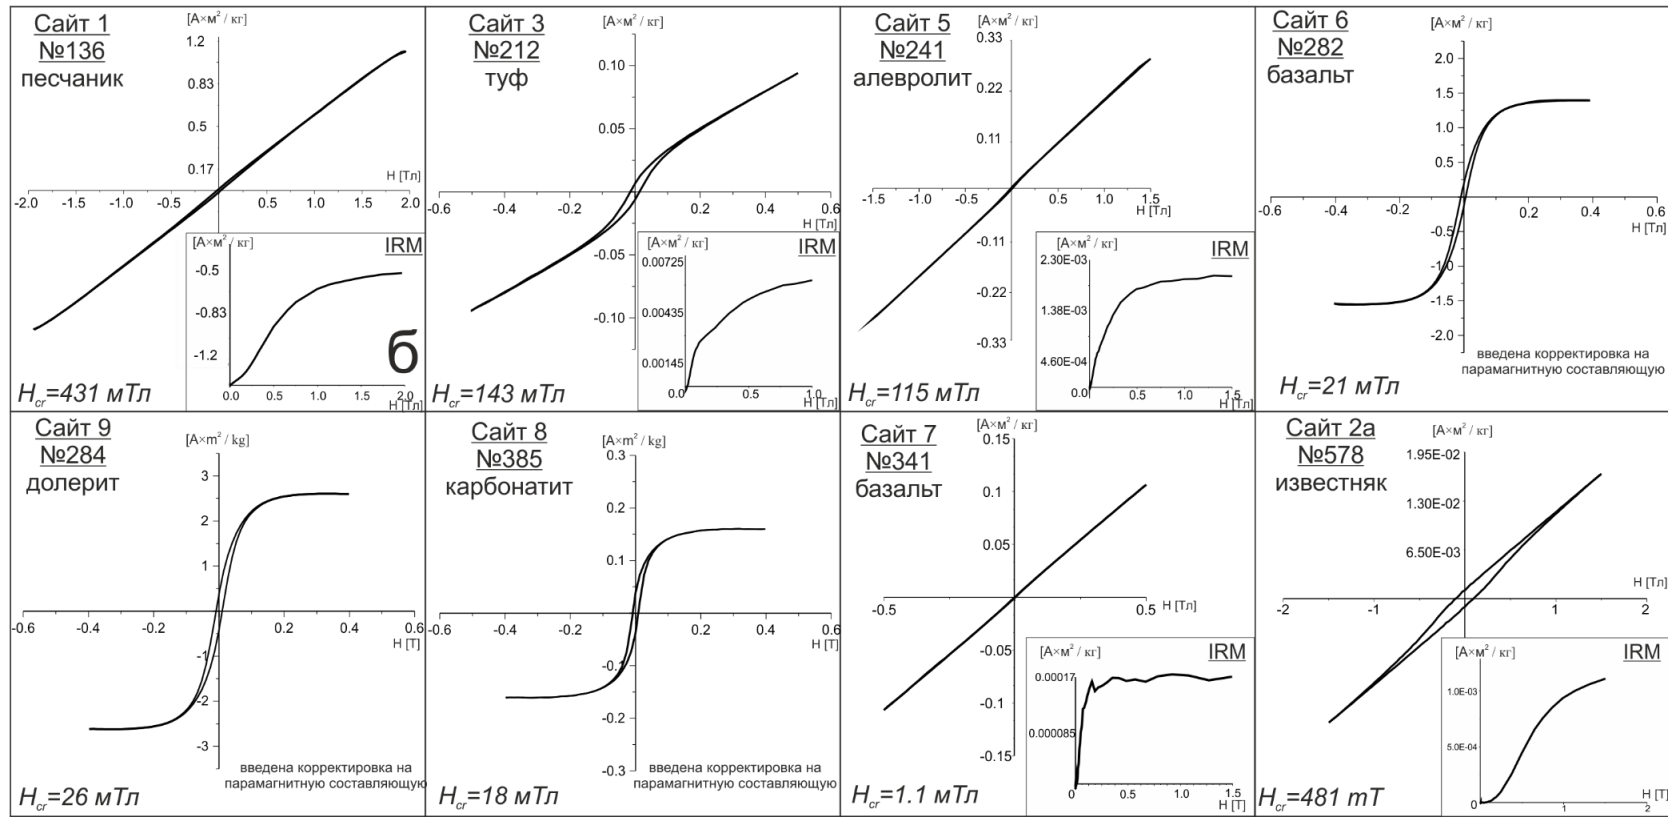 Сайт 1
№136
песчаник
[А×м² / кг]
1.2
0.83
0.5
0.17
H [Тл]
-2.0 -1.5 -1.0 -0.5 0.5 1.0 1.5 2.0
[А×м² / кг]
IRM
-0.5
-0.83
-1.2
0.0 0.5 1.0 1.5 2.0
H [Тл]
б
Hcr=431 мТл
Сайт 3
№212
туф
[А×м² / кг]
0.10
0.05
-0.6 -0.4 -0.2 0.2 0.4 0.6
H [Тл]
-0.05
-0.10
[А×м² / кг]
IRM
0.00725
0.00435
0.00145
0.0 0.5 1.0
H [Тл]
Hcr=143 мТл
Сайт 5
№241
алевролит
[А×м² / кг]
0.33
0.22
0.11
-1.5 -1.0 -0.5 0.5 1.0 1.5
H [Тл]
-0.11
-0.22
-0.33
[А×м² / кг]
IRM
2.30E-03
1.38E-03
4.60E-04
0.0
0.5 1.0 1.5
H [Тл]
Hcr=115 мТл
Сайт 6
№282
базальт
[А×м² / кг]
2.0
1.5
1.0
0.5
-0.6 -0.4 -0.2 0.2 0.4 0.6
H [Тл]
-0.5
-1.0
-1.5
-2.0
введена корректировка на
парамагнитную составляющую
Hcr=21 мТл
Сайт 9
№284
долерит
[A×m² / kg]
3
2
1
-0.6 -0.4 -0.2 0.2 0.4 0.6
H [T]
-1
-2
-3
введена корректировка на
парамагнитную составляющую
Hcr=26 мТл
Сайт 8
№385
карбонатит
[A×m² / kg]
0.3
0.2
0.1
-0.6 -0.4 -0.2 0.2 0.4 0.6
H [T]
-0.1
-0.2
-0.3
введена корректировка на
парамагнитную составляющую
Hcr=18 мТл
Сайт 7
№341
базальт
[А×м² / кг]
0.15
0.1
0.05
-0.5 0.5
H [Тл]
-0.05
-0.1
-0.15
[А×м² / кг]
IRM
0.00017
0.000085
0 0.5 1.0 1.5
H [T]
Hcr=1.1 мТл
Сайт 2а
№578
известняк
[А×м² / кг]
1.95E-02
1.30E-02
6.50E-03
H [Тл]
-2 -1 1 2
[А×м² / кг]
IRM
1.0E-03
5.0E-04
0
1 2
H [T]
Hcr=481 mT